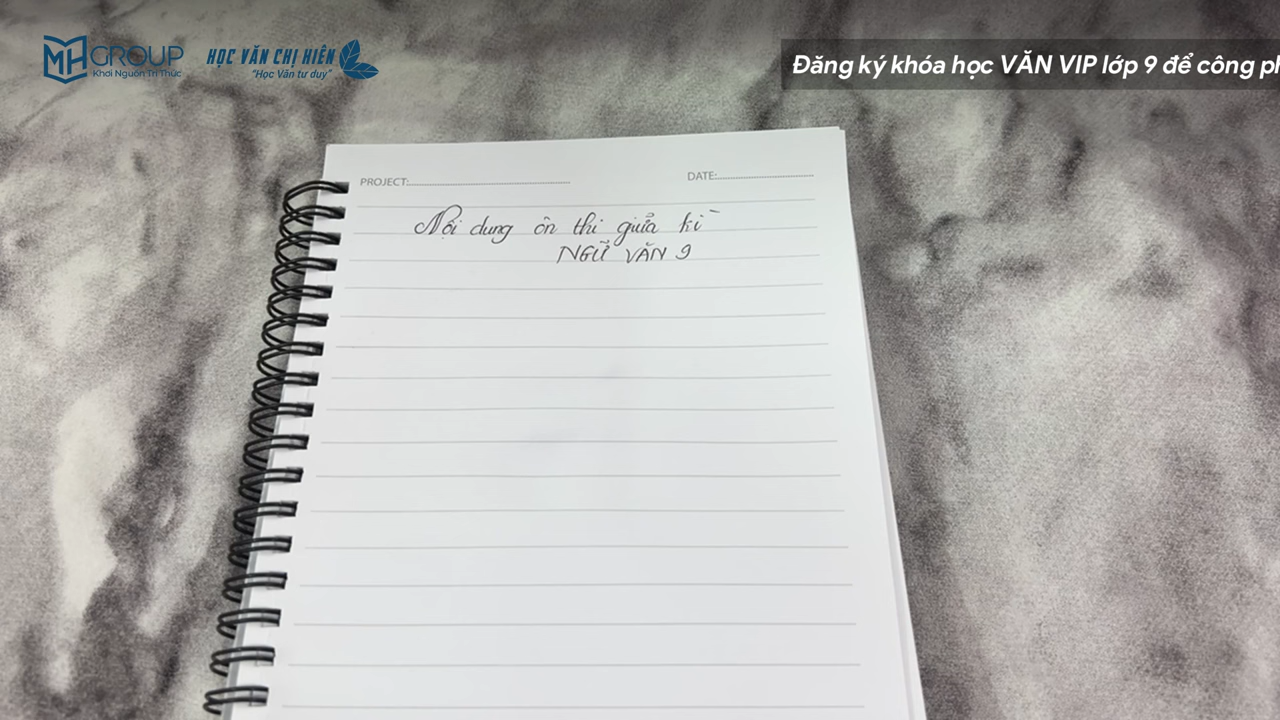 MH GROUP
Khơi Nguồn Tri Thức
HỌC VĂN CHỊ HIÊN
"Học Văn tư duy"
Đăng ký khóa học VĂN VIP lớp 9 để công ph
PROJECT:
DATE:
Nội dung ôn thi giữa kì
NGỮ VĂN 9